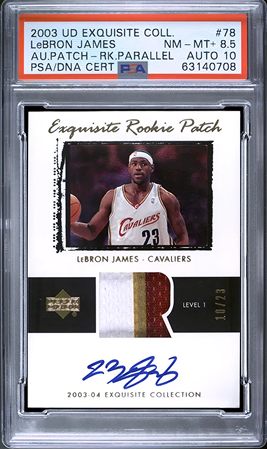 2003 UD EXQUISITE COLL. #78
LeBRON JAMES NM – MT+ 8.5
AU.PATCH–RK.PARALLEL AUTO 10
PSA/DNA CERT PSA 63140708
Exquisite Rookie Patch
CAVALIERS
23
LEBRON JAMES - CAVALIERS
LEVEL 1
10/23
UPPER DECK
2003-04 EXQUISITE COLLECTION